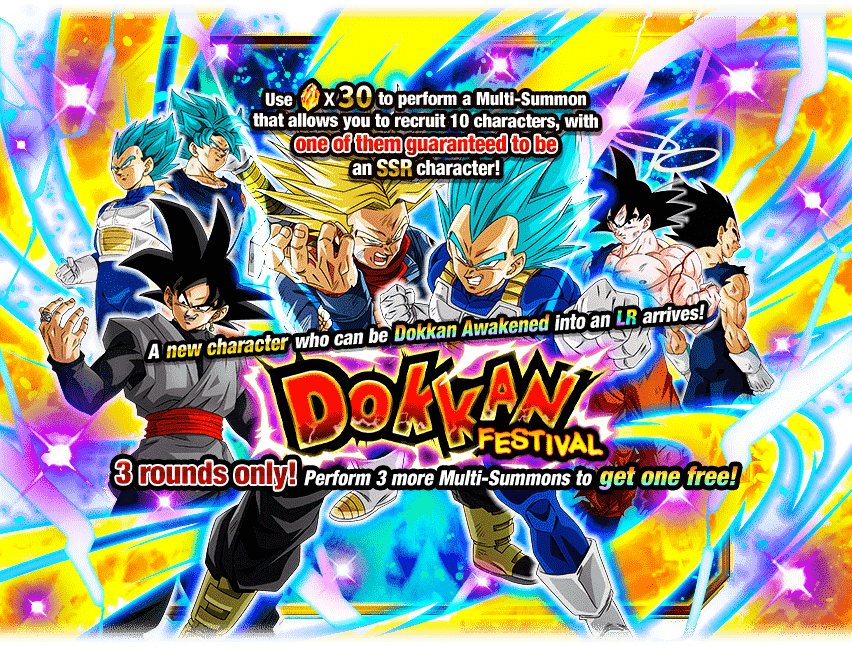 Use x30 to perform a Multi-Summon
that allows you to recruit 10 characters, with
one of them guaranteed to be
an SSR character!
A new character who can be Dokkan Awakened into an LR arrives!
DOKKAN
FESTIVAL
3 rounds only! Perform 3 more Multi-Summons to get one free!